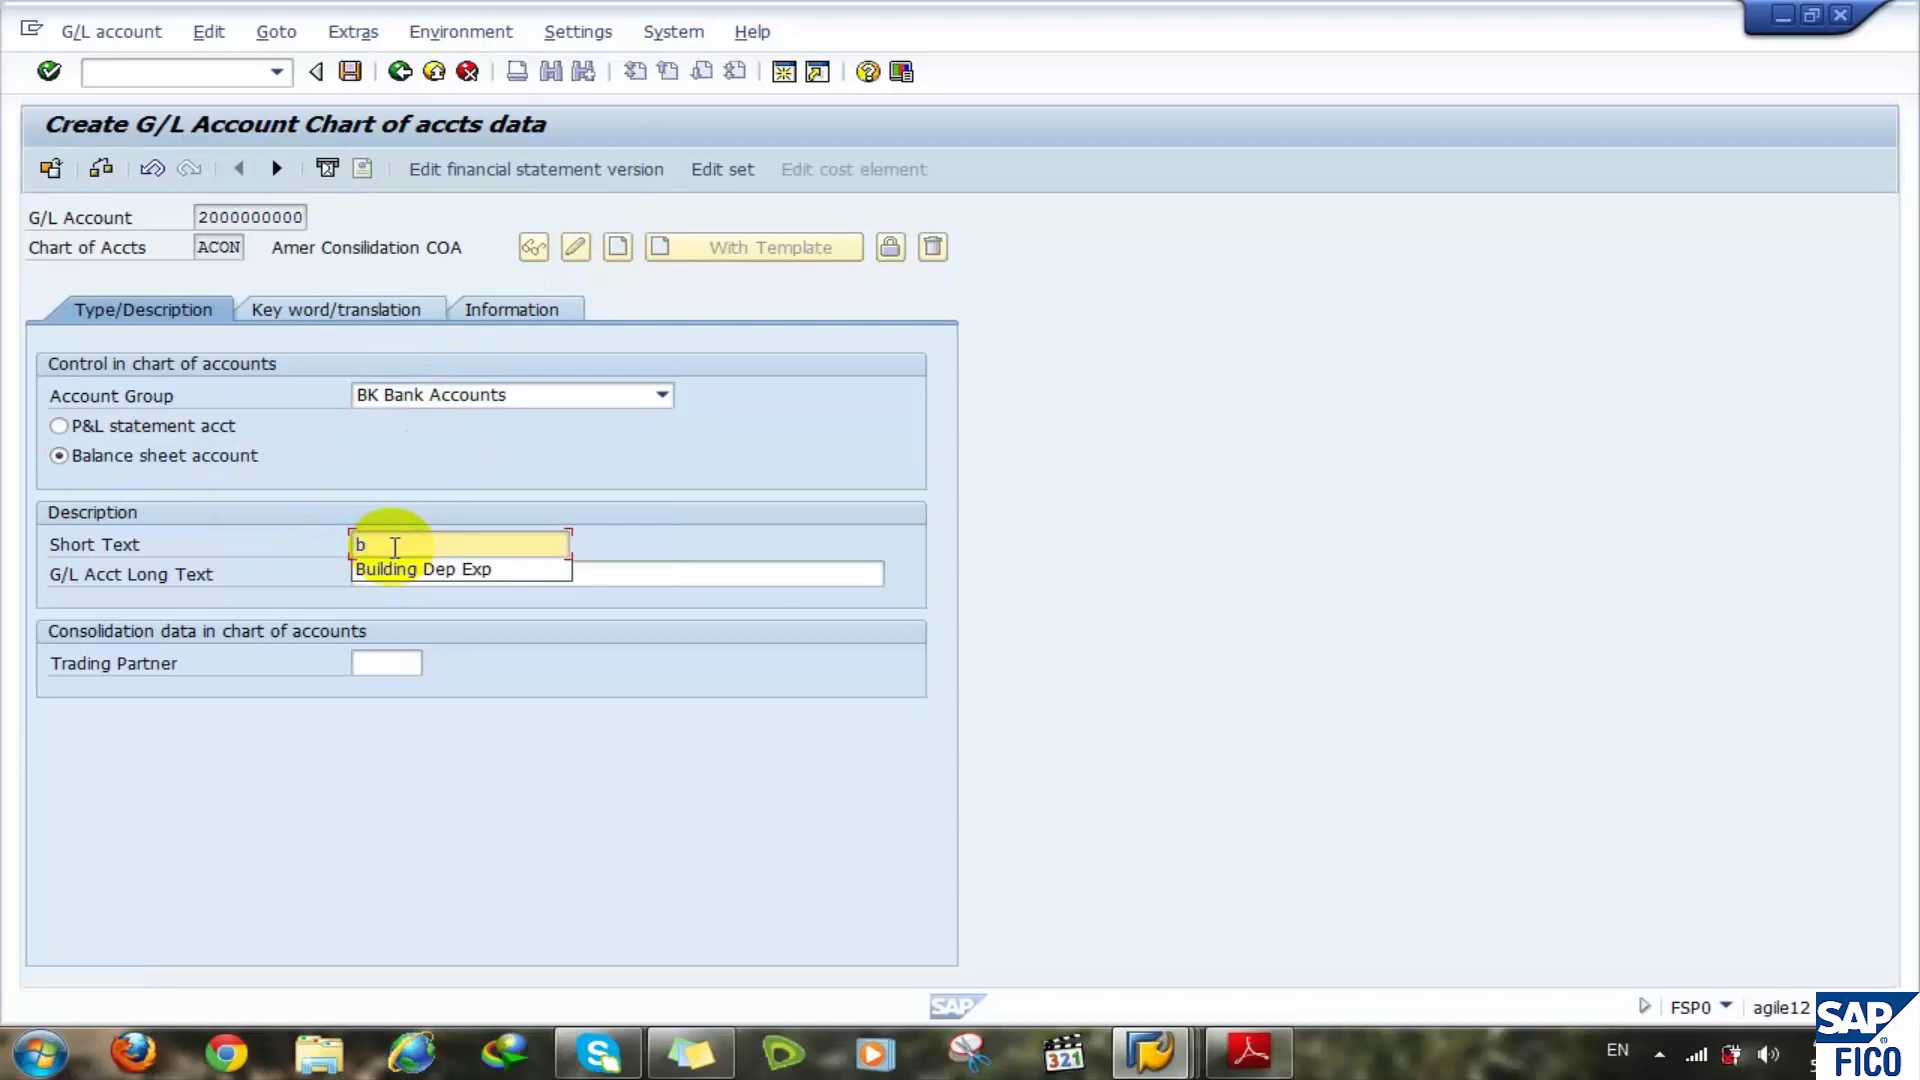 G/L account Edit Goto Extras Environment Settings System Help
Create G/L Account Chart of accts data
Edit financial statement version Edit set Edit cost element
G/L Account 2000000000
Chart of Accts ACON Amer Consilidation COA With Template
Type/Description Key word/translation Information
Control in chart of accounts
Account Group BK Bank Accounts
P&L statement acct
Balance sheet account
Description
Short Text b
Building Dep Exp
G/L Acct Long Text
Consolidation data in chart of accounts
Trading Partner
SAP FSP0 agile12
SAP
FICO
EN
321